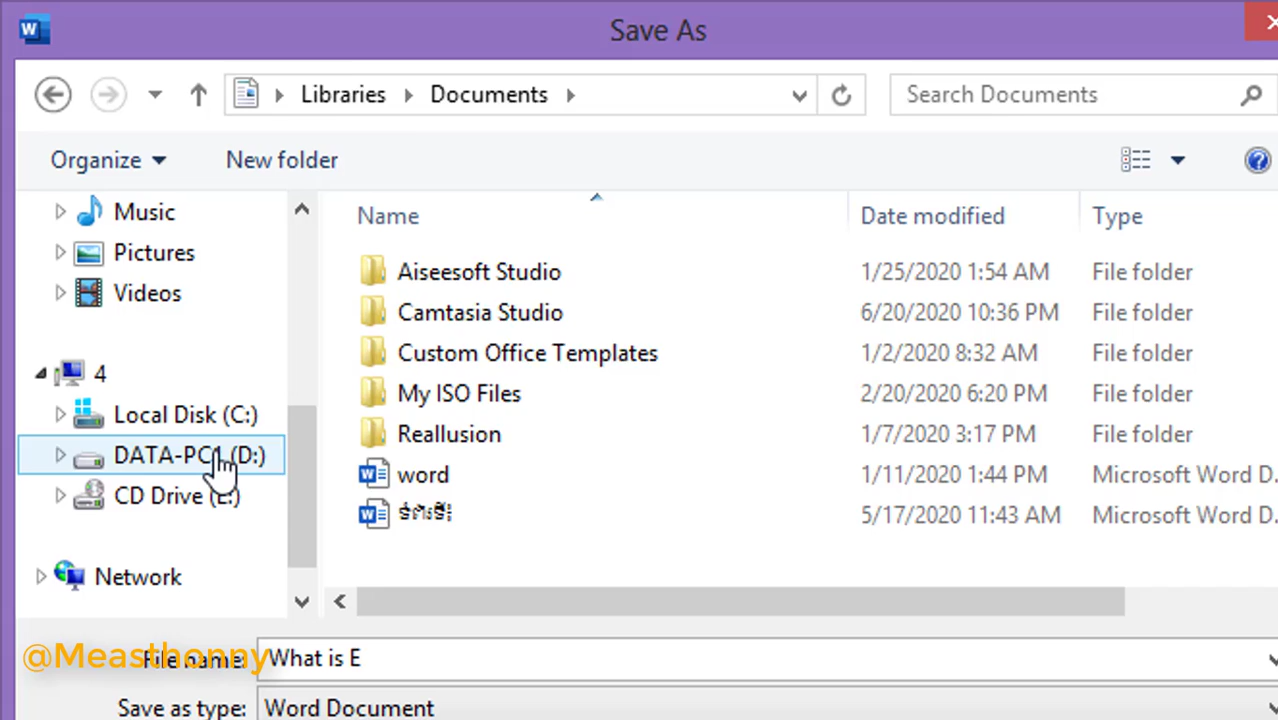 Save As
Libraries Documents Search Documents
Organize New folder
Name Date modified Type
Music
Pictures
Videos
4
Local Disk (C:)
DATA-PC1 (D:)
CD Drive (E:)
Network
Aiseesoft Studio 1/25/2020 1:54 AM File folder
Camtasia Studio 6/20/2020 10:36 PM File folder
Custom Office Templates 1/2/2020 8:32 AM File folder
My ISO Files 2/20/2020 6:20 PM File folder
Reallusion 1/7/2020 3:17 PM File folder
word 1/11/2020 1:44 PM Microsoft Word D.
5/17/2020 11:43 AM Microsoft Word D.
@Measthonny
File name: What is E
Save as type: Word Document